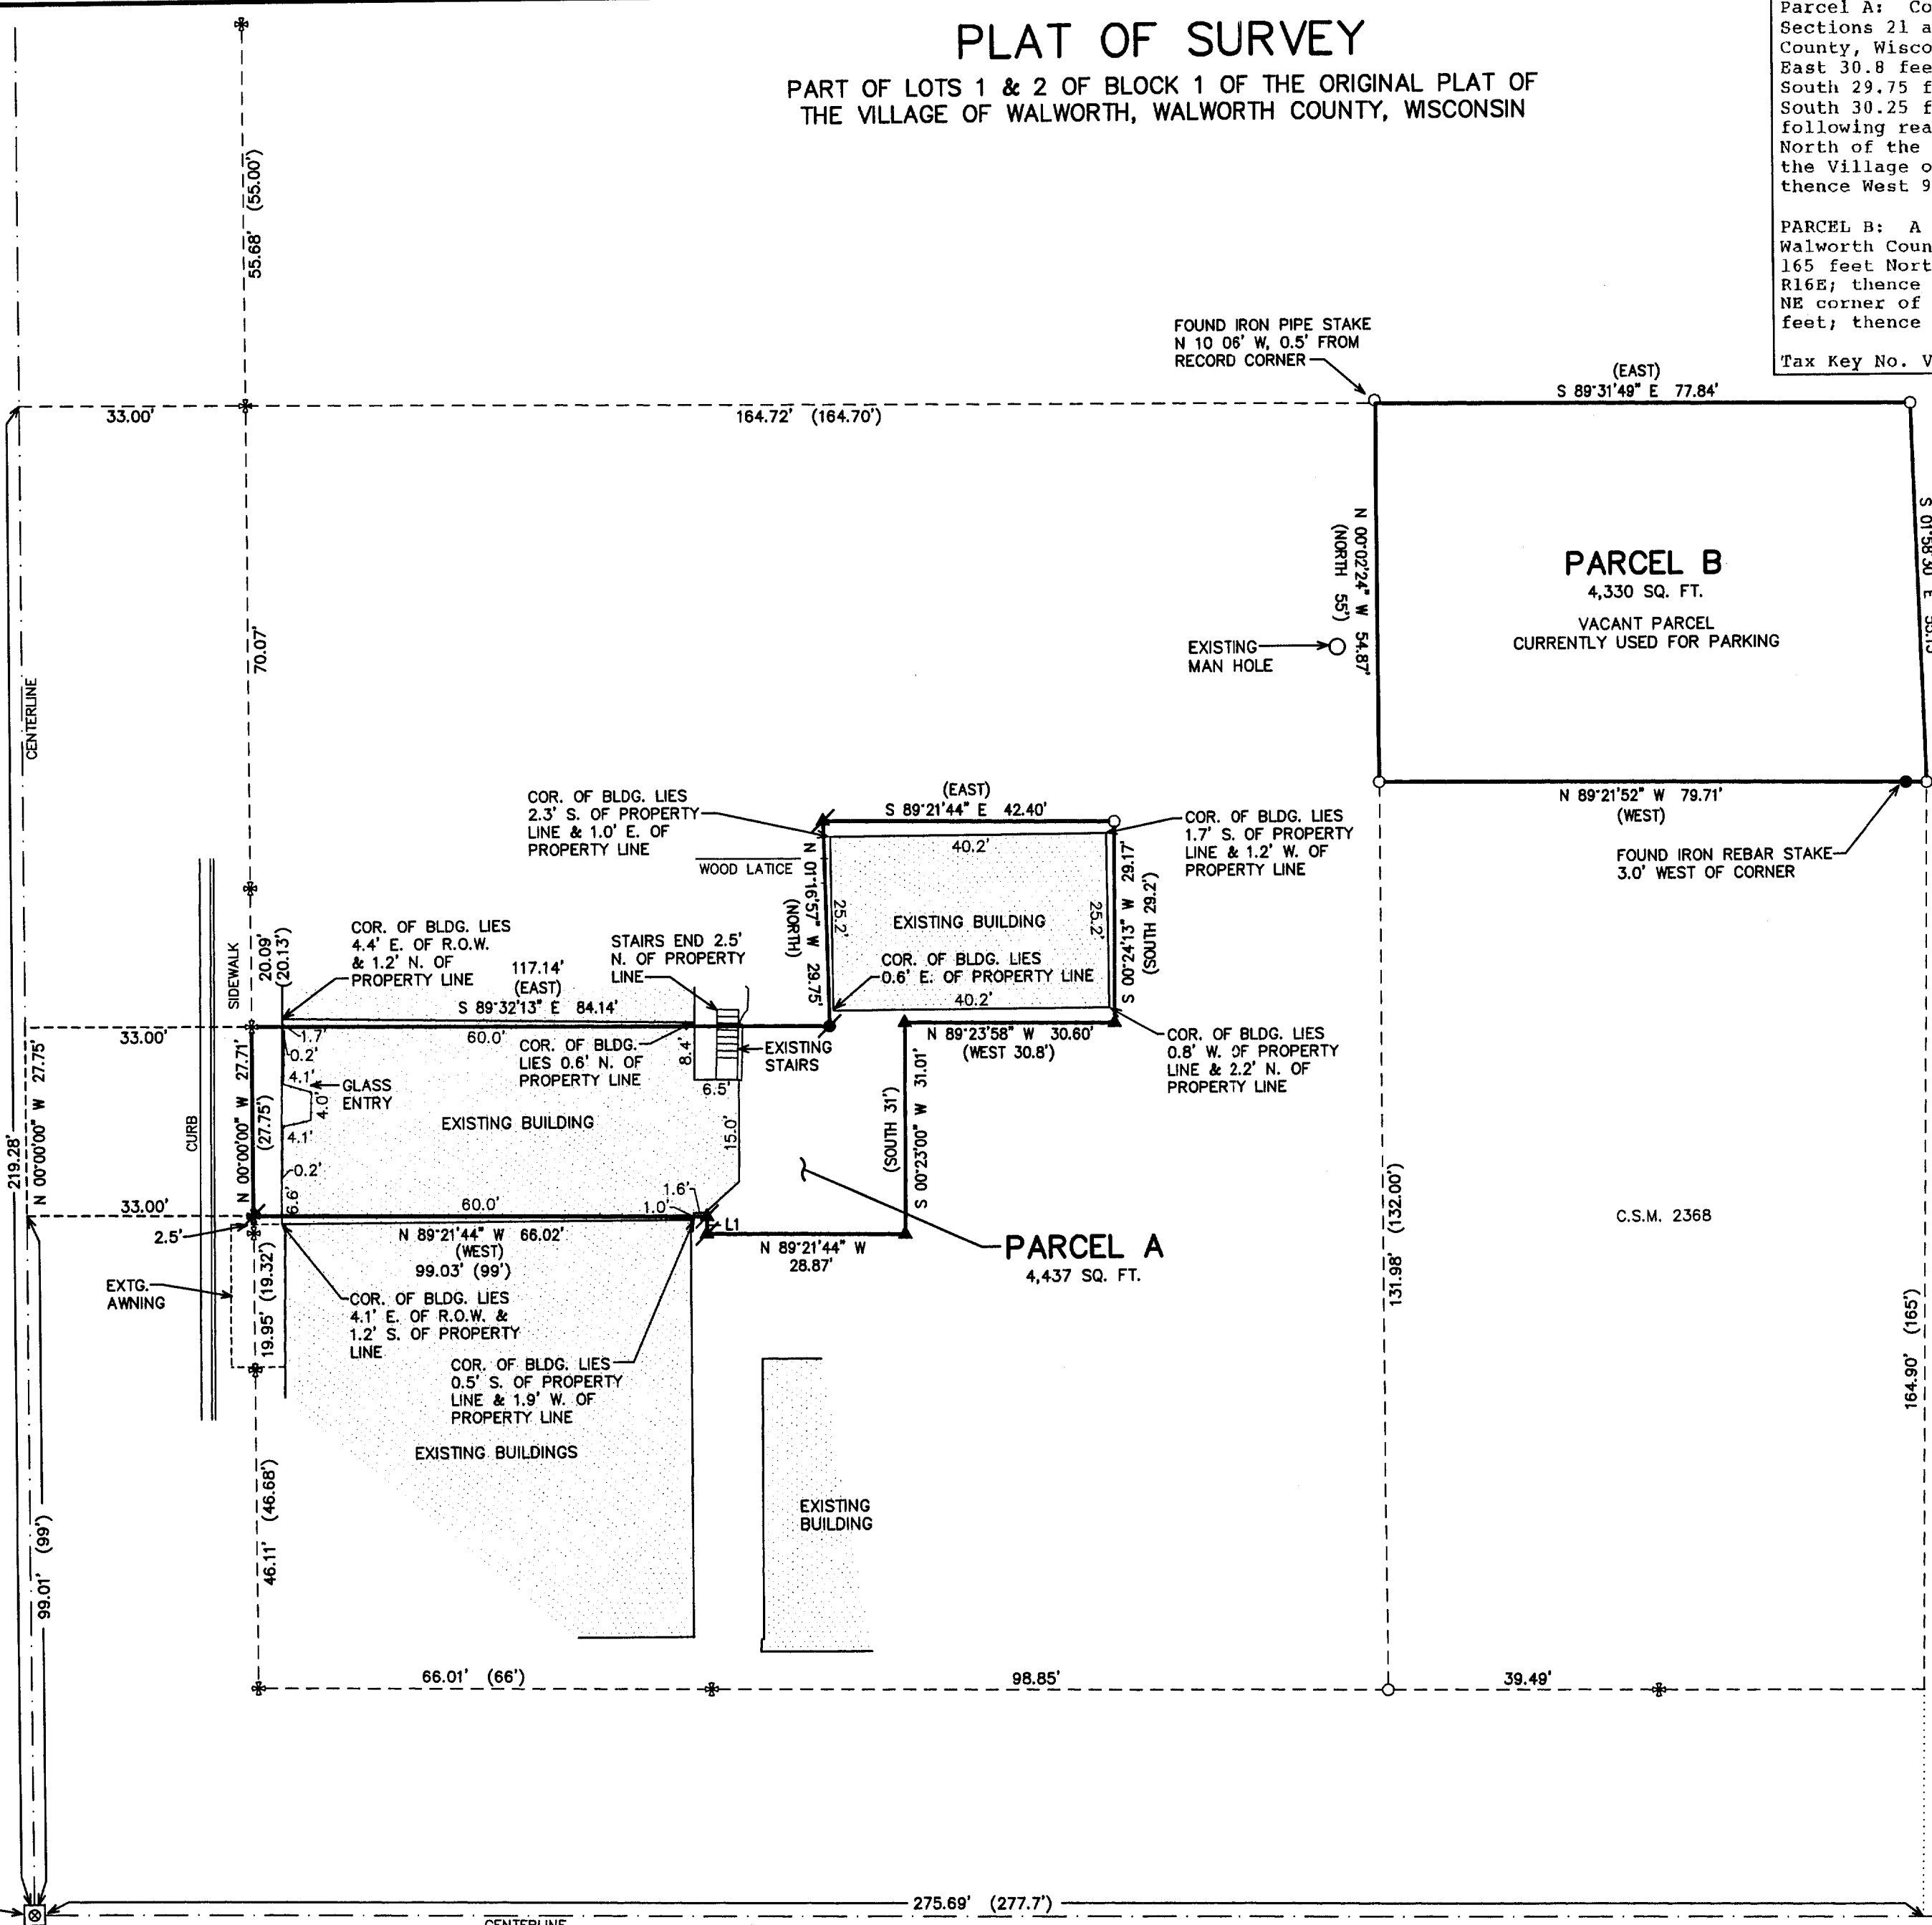 PLAT OF SURVEY
PART OF LOTS 1 & 2 OF BLOCK 1 OF THE ORIGINAL PLAT OF
THE VILLAGE OF WALWORTH, WALWORTH COUNTY, WISCONSIN
Parcel A: Co
Sections 21 a
County, Wisco
East 30.8 fee
South 29.75 f
South 30.25 f
following rea
North of the
the Village o
thence West 9
PARCEL B: A
Walworth Coun
165 feet Nort
R16E; thence
NE corner of
feet; thence
Tax Key No. V
55.68' (55.00')
FOUND IRON PIPE STAKE
N 10 06' W, 0.5' FROM
RECORD CORNER
(EAST)
S 89°31'49" E 77.84'
33.00'
164.72' (164.70')
N 00°02'24" W 54.87'
(NORTH 55')
PARCEL B
4,330 SQ. FT.
VACANT PARCEL
CURRENTLY USED FOR PARKING
S 01°58'30" E
EXISTING
MAN HOLE
70.07'
CENTERLINE
N 89°21'52" W 79.71'
(WEST)
FOUND IRON REBAR STAKE
3.0' WEST OF CORNER
COR. OF BLDG. LIES
2.3' S. OF PROPERTY
LINE & 1.0' E. OF
PROPERTY LINE
(EAST)
S 89°21'44" E 42.40'
40.2'
COR. OF BLDG. LIES
1.7' S. OF PROPERTY
LINE & 1.2' W. OF
PROPERTY LINE
WOOD LATICE
N 01°16'57" W 29.75'
(NORTH)
25.2'
EXISTING BUILDING
25.2'
S 00°24'13" W 29.17'
(SOUTH 29.2')
COR. OF BLDG. LIES
0.6' E. OF PROPERTY LINE
40.2'
SIDEWALK
20.09'
(20.13')
COR. OF BLDG. LIES
4.4' E. OF R.O.W.
& 1.2' N. OF
PROPERTY LINE
STAIRS END 2.5'
N. OF PROPERTY
LINE
117.14'
(EAST)
S 89°32'13" E 84.14'
33.00'
1.7'
60.0'
0.2'
COR. OF BLDG.
LIES 0.6' N. OF
PROPERTY LINE
8.4'
EXISTING
STAIRS
6.5'
N 89°23'58" W 30.60'
(WEST 30.8')
COR. OF BLDG. LIES
0.8' W. OF PROPERTY
LINE & 2.2' N. OF
PROPERTY LINE
4.1'
GLASS
ENTRY
4.0'
4.1'
EXISTING BUILDING
15.0'
0.2'
6.6'
219.28'
N 00°00'00" W 27.75'
CURB
N 00°00'00" W 27.71'
(27.75')
(SOUTH 31')
S 00°23'00" W 31.01'
33.00'
60.0'
1.6'
1.0'
L1
2.5'
N 89°21'44" W 66.02'
(WEST)
99.03' (99')
N 89°21'44" W
28.87'
PARCEL A
4,437 SQ. FT.
131.98' (132.00')
C.S.M. 2368
164.90' (165')
EXTG.
AWNING
19.95' (19.32')
COR. OF BLDG. LIES
4.1' E. OF R.O.W. &
1.2' S. OF PROPERTY
LINE
COR. OF BLDG. LIES
0.5' S. OF PROPERTY
LINE & 1.9' W. OF
PROPERTY LINE
EXISTING BUILDINGS
EXISTING
BUILDING
46.11' (46.68')
99.01' (99')
66.01' (66')
98.85'
39.49'
275.69' (277.7')
CENTERLINE